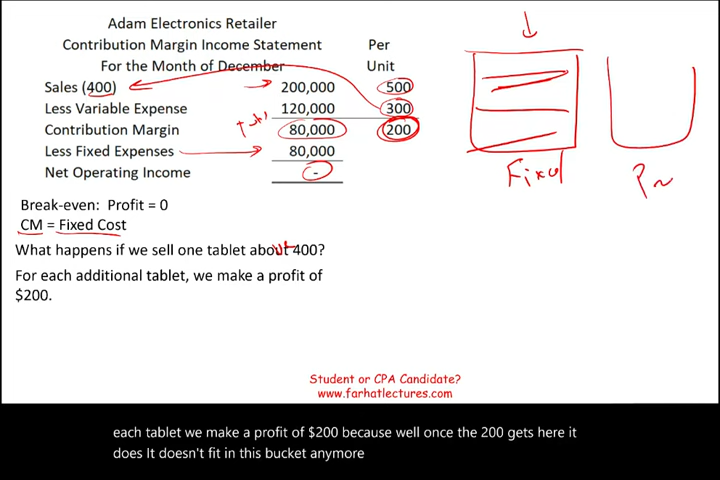 Adam Electronics Retailer
Contribution Margin Income Statement Per
For the Month of December Unit
Sales (400) 200,000 500
Less Variable Expense 120,000 300
Contribution Margin 80,000 200
Less Fixed Expenses 80,000
Net Operating Income -
Fixed
Break-even: Profit = 0
CM = Fixed Cost
What happens if we sell one tablet about 400?
For each additional tablet, we make a profit of
$200.
Student or CPA Candidate?
www.farhatlectures.com
each tablet we make a profit of $200 because well once the 200 gets here it
does It doesn't fit in this bucket anymore